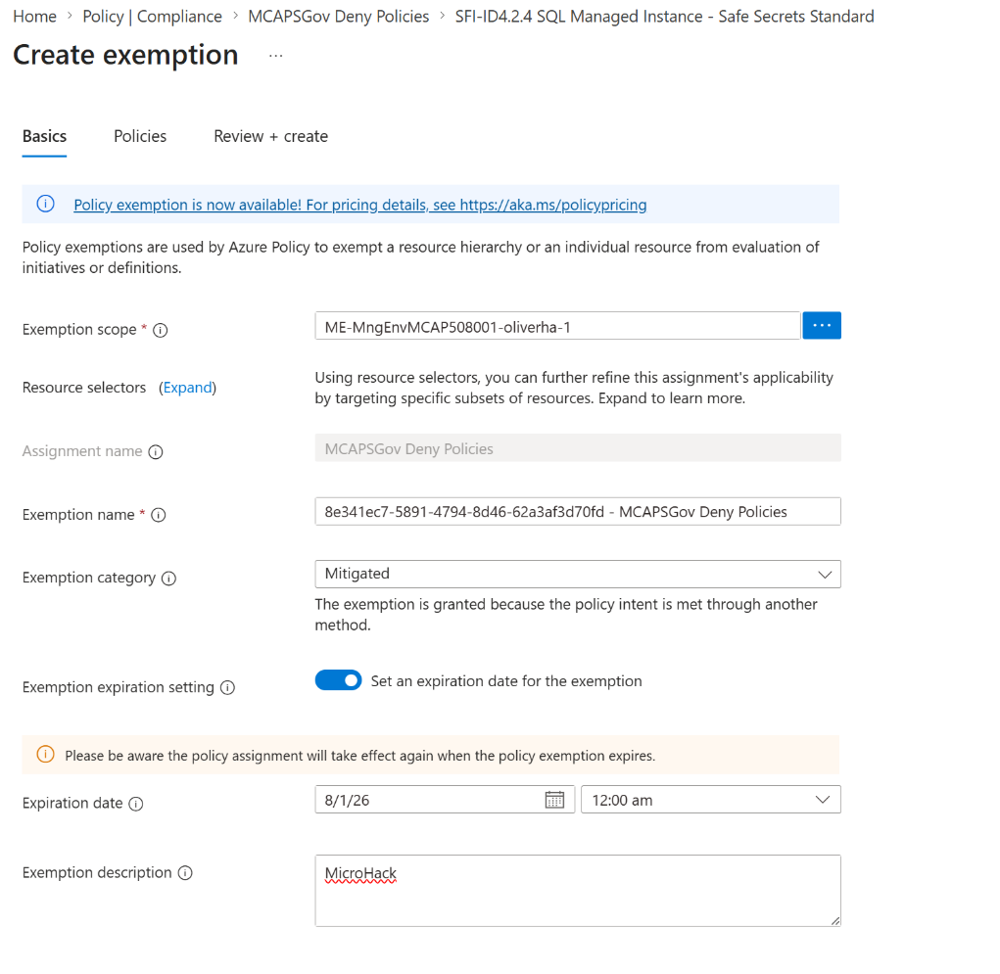 Home > Policy | Compliance > MCAPSGov Deny Policies > SFI-ID4.2.4 SQL Managed Instance - Safe Secrets Standard
Create exemption ...
Basics Policies Review + create
Policy exemption is now available! For pricing details, see https://aka.ms/policypricing
Policy exemptions are used by Azure Policy to exempt a resource hierarchy or an individual resource from evaluation of
initiatives or definitions.
Exemption scope * ME-MngEnvMCAP508001-oliverha-1
Resource selectors (Expand)
Using resource selectors, you can further refine this assignment's applicability
by targeting specific subsets of resources. Expand to learn more.
Assignment name MCAPSGov Deny Policies
Exemption name * 8e341ec7-5891-4794-8d46-62a3af3d70fd - MCAPSGov Deny Policies
Exemption category Mitigated
The exemption is granted because the policy intent is met through another
method.
Exemption expiration setting Set an expiration date for the exemption
Please be aware the policy assignment will take effect again when the policy exemption expires.
Expiration date 8/1/26 12:00 am
Exemption description MicroHack